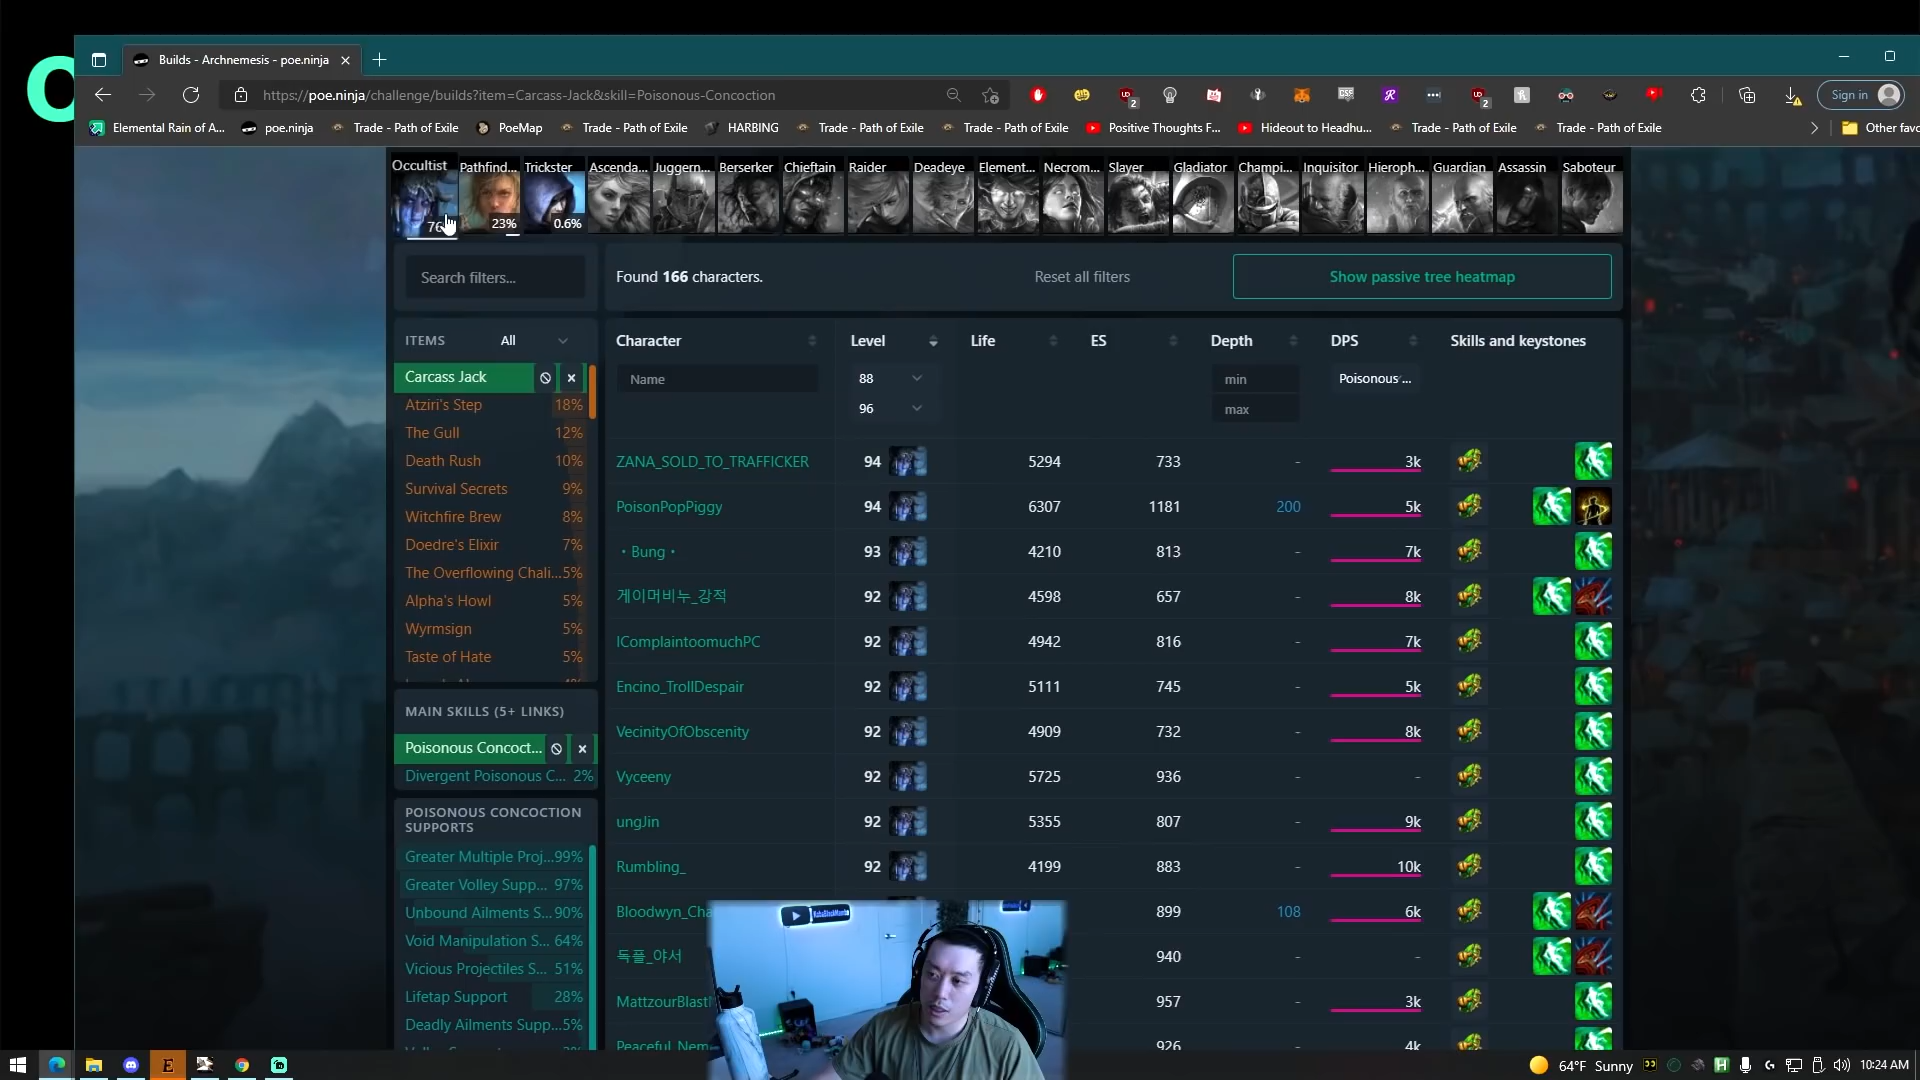 Builds - Archnemesis - poe.ninja
https://poe.ninja/challenge/builds?item=Carcass-Jack&skill=Poisonous-Concoction
Sign in
Elemental Rain of A...
poe.ninja
Trade - Path of Exile
PoeMap
Trade - Path of Exile
HARBING
Trade - Path of Exile
Trade - Path of Exile
Positive Thoughts F...
Hideout to Headhu...
Trade - Path of Exile
Trade - Path of Exile
Other favo
Occultist
Pathfind...
Trickster
Ascenda...
Juggern...
Berserker
Chieftain
Raider
Deadeye
Element...
Necrom...
Slayer
Gladiator
Champi...
Inquisitor
Hieroph...
Guardian
Assassin
Saboteur
23%
0.6%
Search filters...
Found 166 characters.
Reset all filters
Show passive tree heatmap
ITEMS All
Carcass Jack
Atziri's Step 18%
The Gull 12%
Death Rush 10%
Survival Secrets 9%
Witchfire Brew 8%
Doedre's Elixir 7%
The Overflowing Chali...5%
Alpha's Howl 5%
Wyrmsign 5%
Taste of Hate 5%
MAIN SKILLS (5+ LINKS)
Poisonous Concoct...
Divergent Poisonous C... 2%
POISONOUS CONCOCTION
SUPPORTS
Greater Multiple Proj...99%
Greater Volley Supp... 97%
Unbound Ailments S...90%
Void Manipulation S... 64%
Vicious Projectiles S... 51%
Lifetap Support 28%
Deadly Ailments Supp...5%
Character Level Life ES Depth DPS Skills and keystones
Name 88 min Poisonous-...
96 max
ZANA_SOLD_TO_TRAFFICKER 94 5294 733 - 3k
PoisonPopPiggy 94 6307 1181 200 5k
・Bung・ 93 4210 813 - 7k
게이머비누_강적 92 4598 657 - 8k
IComplaintoomuchPC 92 4942 816 - 7k
Encino_TrollDespair 92 5111 745 - 5k
VecinityOfObscenity 92 4909 732 - 8k
Vyceeny 92 5725 936 - -
ungJin 92 5355 807 - 9k
Rumbling_ 92 4199 883 - 10k
Bloodwyn_Cha 899 108 6k
독플_야서 940 - -
MattzourBlast 957 - 3k
Peaceful_Nem 926 - 4k
64°F Sunny
10:24 AM